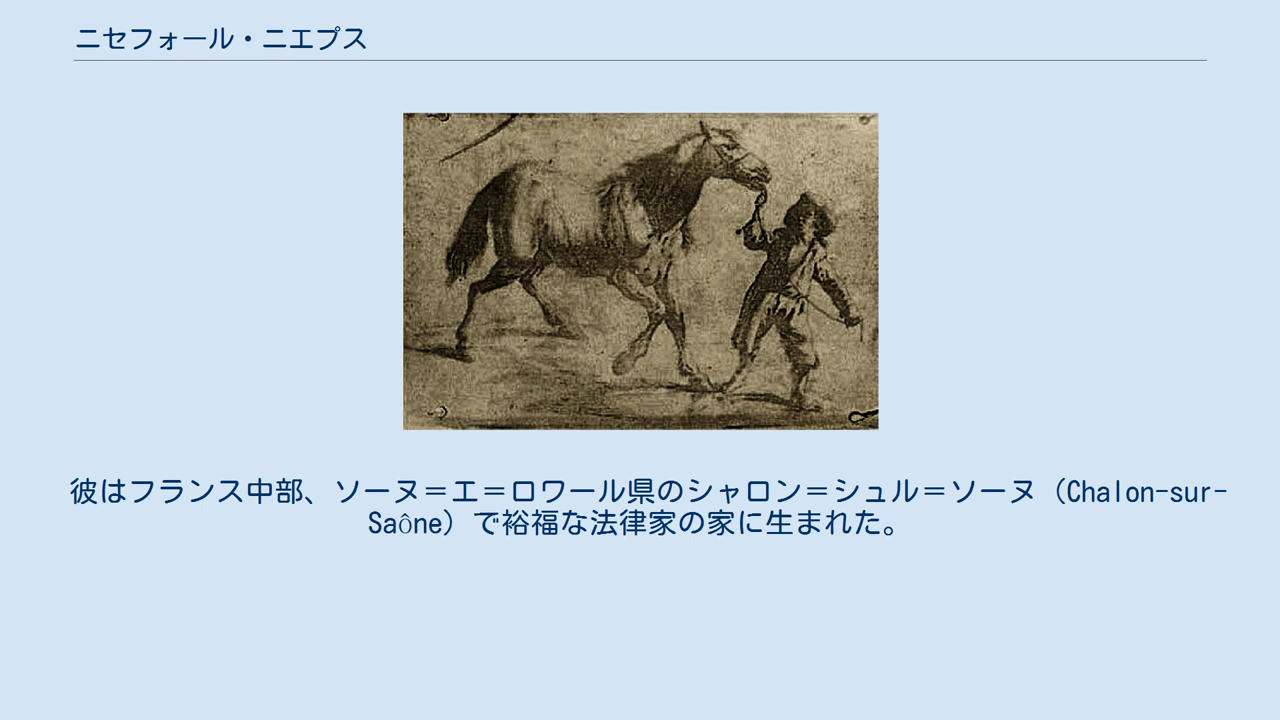 ニセフォール・ニエプス
彼はフランス中部、ソーヌ＝エ＝ロワール県のシャロン＝シュル＝ソーヌ（Chalon-sur-
Saône）で裕福な法律家の家に生まれた。